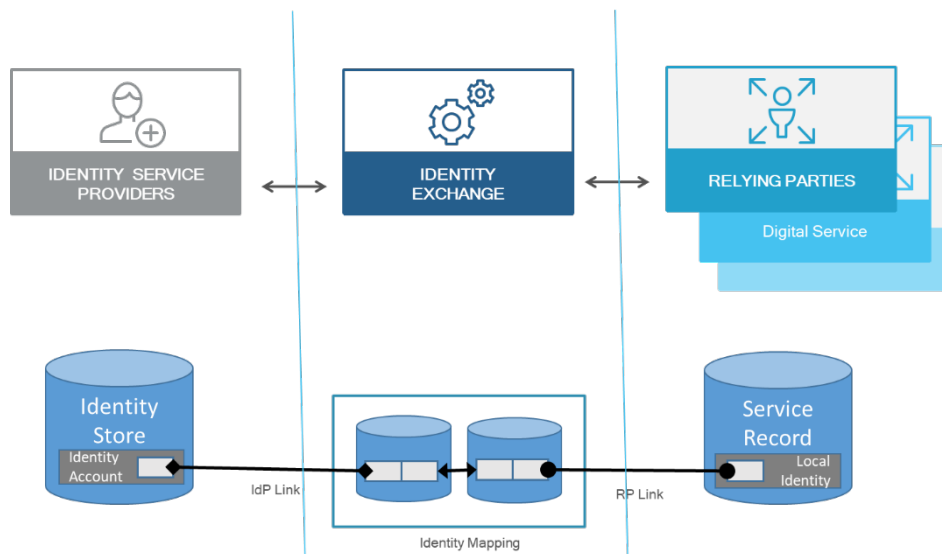 IDENTITY SERVICE
PROVIDERS
IDENTITY
EXCHANGE
RELYING PARTIES
Digital Service
Identity
Store
Identity
Account
IdP Link
Identity Mapping
RP Link
Service
Record
Local
Identity